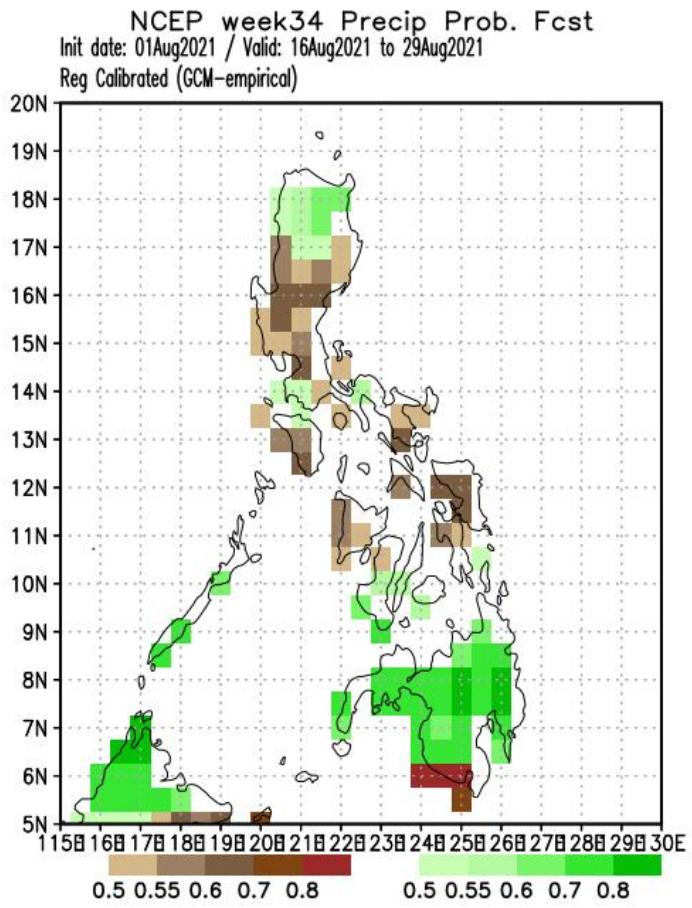 NCEP week34 Precip Prob. Fcst
Init date: 01Aug2021 / Valid: 16Aug2021 to 29Aug2021
Reg Calibrated (GCM-empirical)
20N
19N
18N
17N
16N
15N
14N
13N
12N
11N
10N
9N
8N
7N
6N
5N
115E 116E 117E 118E 119E 120E 121E 122E 123E 124E 125E 126E 127E 128E 129E 130E
0.5 0.55 0.6 0.7 0.8 0.5 0.55 0.6 0.7 0.8